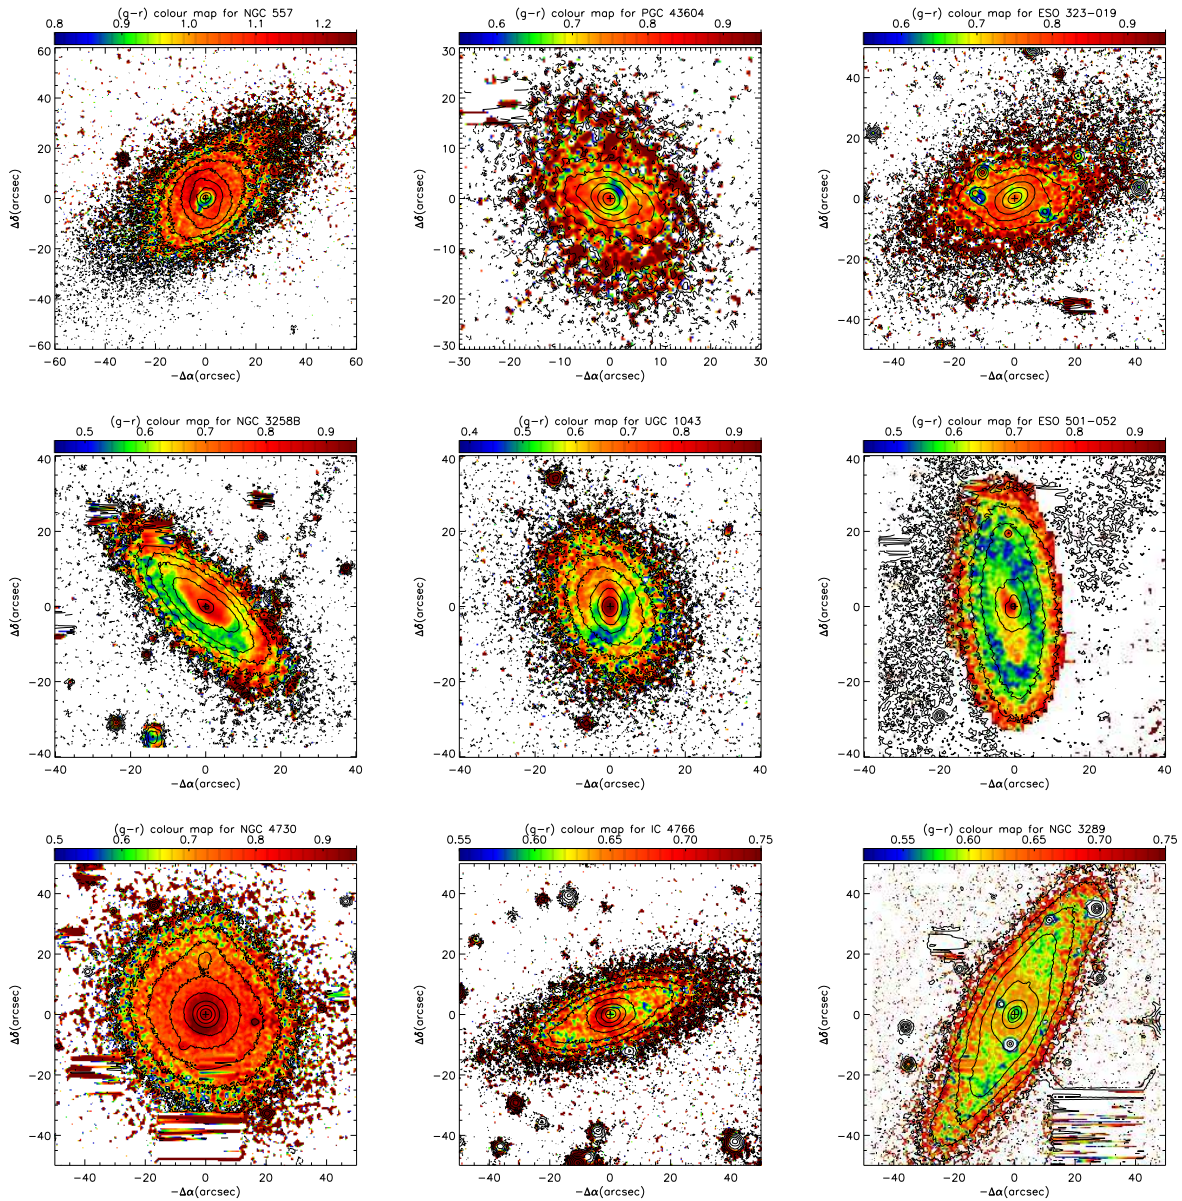 (g-r) colour map for NGC 557
(g-r) colour map for PGC 43604
(g-r) colour map for ESO 323-019
0.8 0.9 1.0 1.1 1.2
0.6 0.7 0.8 0.9
0.6 0.7 0.8 0.9
60 40 20 0 -20 -40 -60
Δδ(arcsec)
-60 -40 -20 0 20 40 60
-Δα(arcsec)
30 20 10 0 -10 -20 -30
Δδ(arcsec)
-30 -20 -10 0 10 20 30
-Δα(arcsec)
40 20 0 -20 -40
Δδ(arcsec)
-40 -20 0 20 40
-Δα(arcsec)
(g-r) colour map for NGC 3258B
(g-r) colour map for UGC 1043
(g-r) colour map for ESO 501-052
0.5 0.6 0.7 0.8 0.9
0.4 0.5 0.6 0.7 0.8
0.5 0.6 0.7 0.8 0.9
40 20 0 -20 -40
Δδ(arcsec)
-40 -20 0 20 40
-Δα(arcsec)
40 20 0 -20 -40
Δδ(arcsec)
-40 -20 0 20 40
-Δα(arcsec)
40 20 0 -20 -40
Δδ(arcsec)
-40 -20 0 20 40
-Δα(arcsec)
(g-r) colour map for NGC 4730
(g-r) colour map for IC 4766
(g-r) colour map for NGC 3289
0.5 0.6 0.7 0.8 0.9
0.55 0.60 0.65 0.70 0.75
0.55 0.60 0.65 0.70 0.75
40 20 0 -20 -40
Δδ(arcsec)
-40 -20 0 20 40
-Δα(arcsec)
40 20 0 -20 -40
Δδ(arcsec)
-40 -20 0 20 40
-Δα(arcsec)
40 20 0 -20 -40
Δδ(arcsec)
-40 -20 0 20 40
-Δα(arcsec)